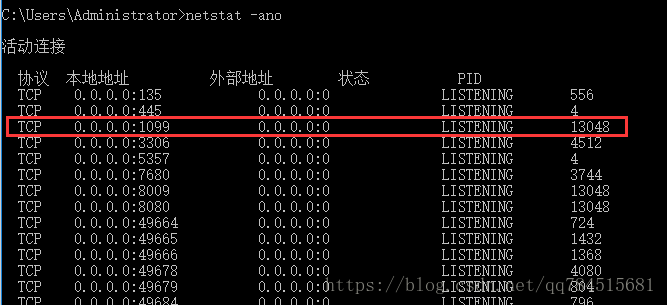 C:\Users\Administrator>netstat -ano
活动连接
协议 本地地址 外部地址 状态 PID
TCP 0.0.0.0:135 0.0.0.0:0 LISTENING 556
TCP 0.0.0.0:445 0.0.0.0:0 LISTENING 4
TCP 0.0.0.0:1099 0.0.0.0:0 LISTENING 13048
TCP 0.0.0.0:3306 0.0.0.0:0 LISTENING 4512
TCP 0.0.0.0:5357 0.0.0.0:0 LISTENING 4
TCP 0.0.0.0:7680 0.0.0.0:0 LISTENING 3744
TCP 0.0.0.0:8009 0.0.0.0:0 LISTENING 13048
TCP 0.0.0.0:8080 0.0.0.0:0 LISTENING 13048
TCP 0.0.0.0:49664 0.0.0.0:0 LISTENING 724
TCP 0.0.0.0:49665 0.0.0.0:0 LISTENING 1432
TCP 0.0.0.0:49666 0.0.0.0:0 LISTENING 1368
TCP 0.0.0.0:49678 0.0.0.0:0 LISTENING 4080
TCP 0.0.0.0:49679 0.0.0.0:0 LISTENING 804
https://blog.csdn.net/qq784515681
TCP 0.0.0.0:49684 0.0.0.0:0 LISTENING 796